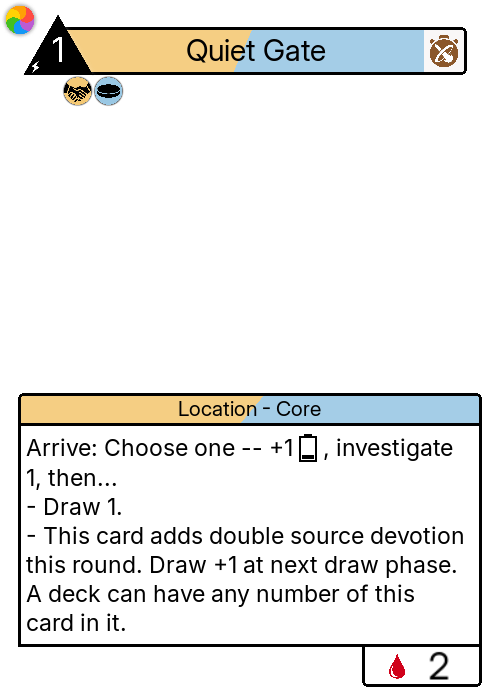 1
Quiet Gate
Location - Core
Arrive: Choose one -- +1 , investigate
1, then...
- Draw 1.
- This card adds double source devotion
this round. Draw +1 at next draw phase.
A deck can have any number of this
card in it.
2